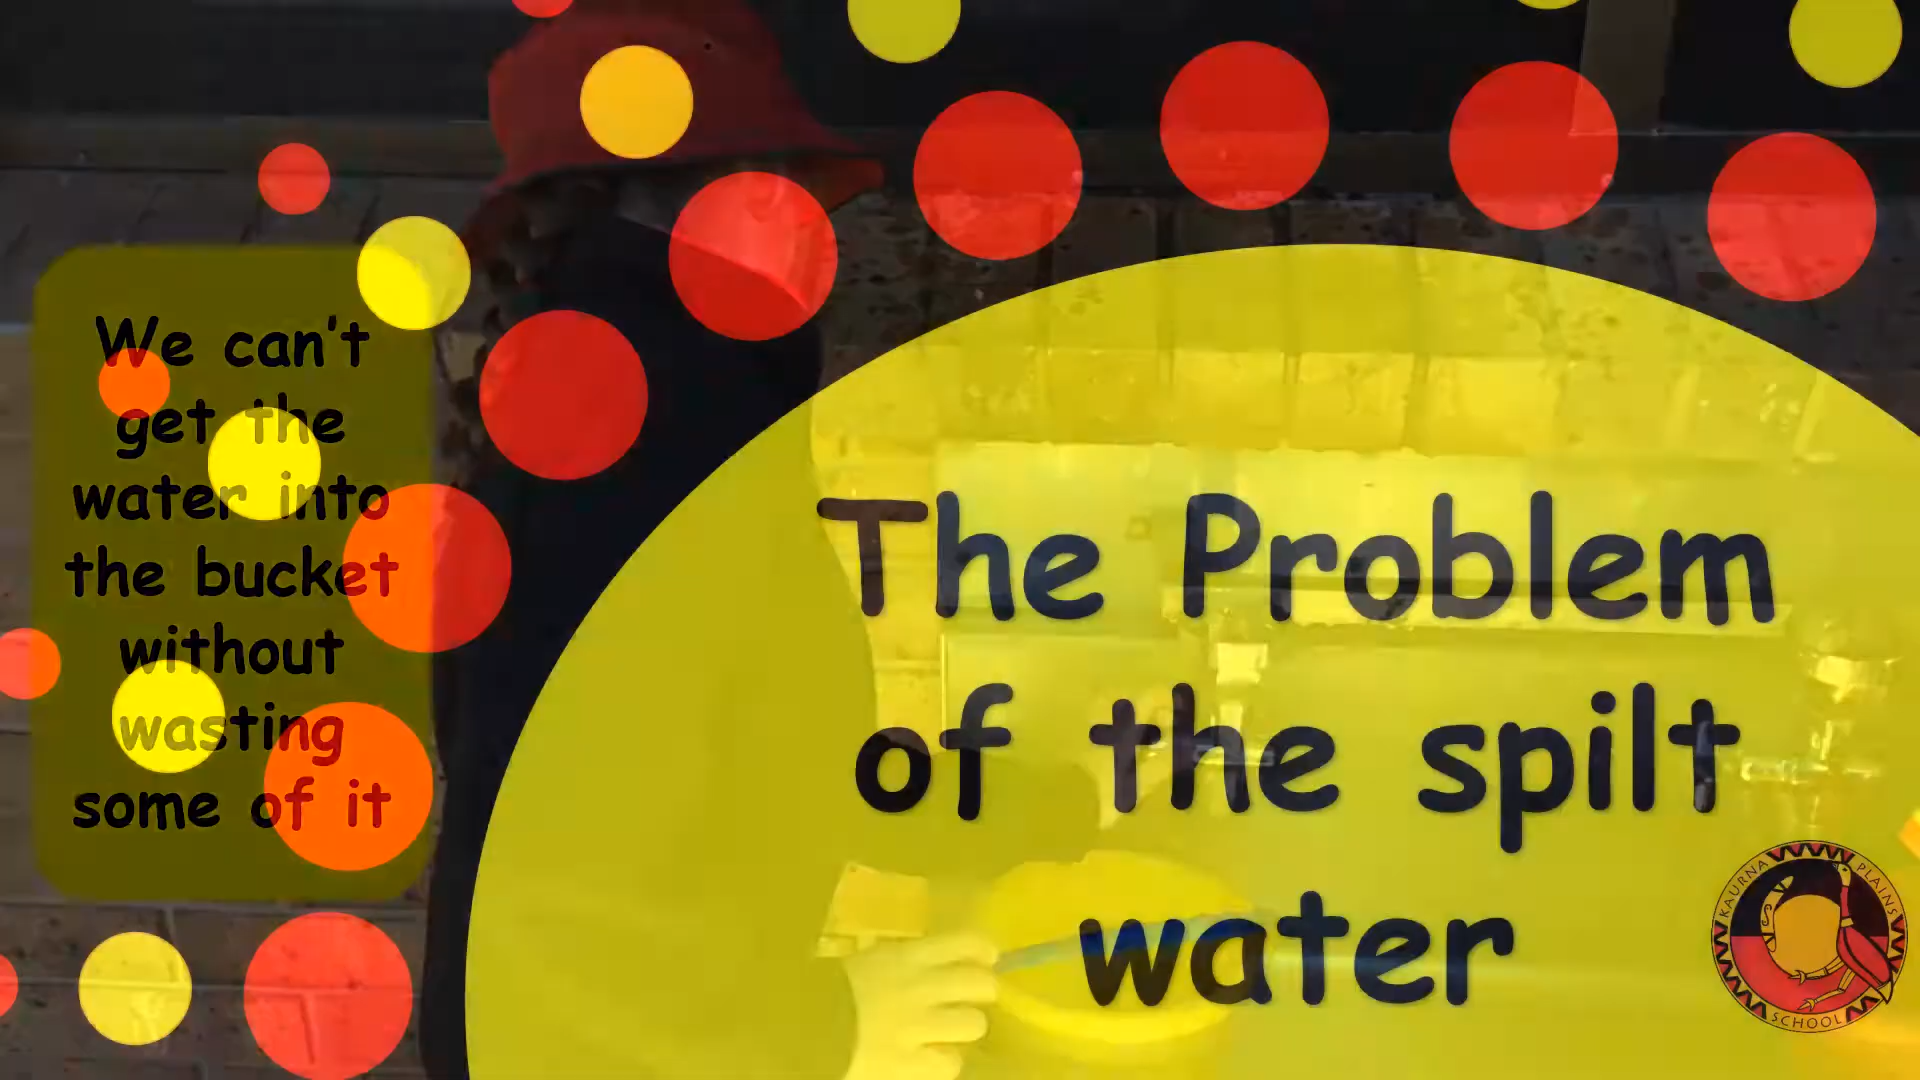 We can't
get the
water into
the bucket
without
wasting
some of it
The Problem
of the spilt
water
KAURNA PLAINS
SCHOOL